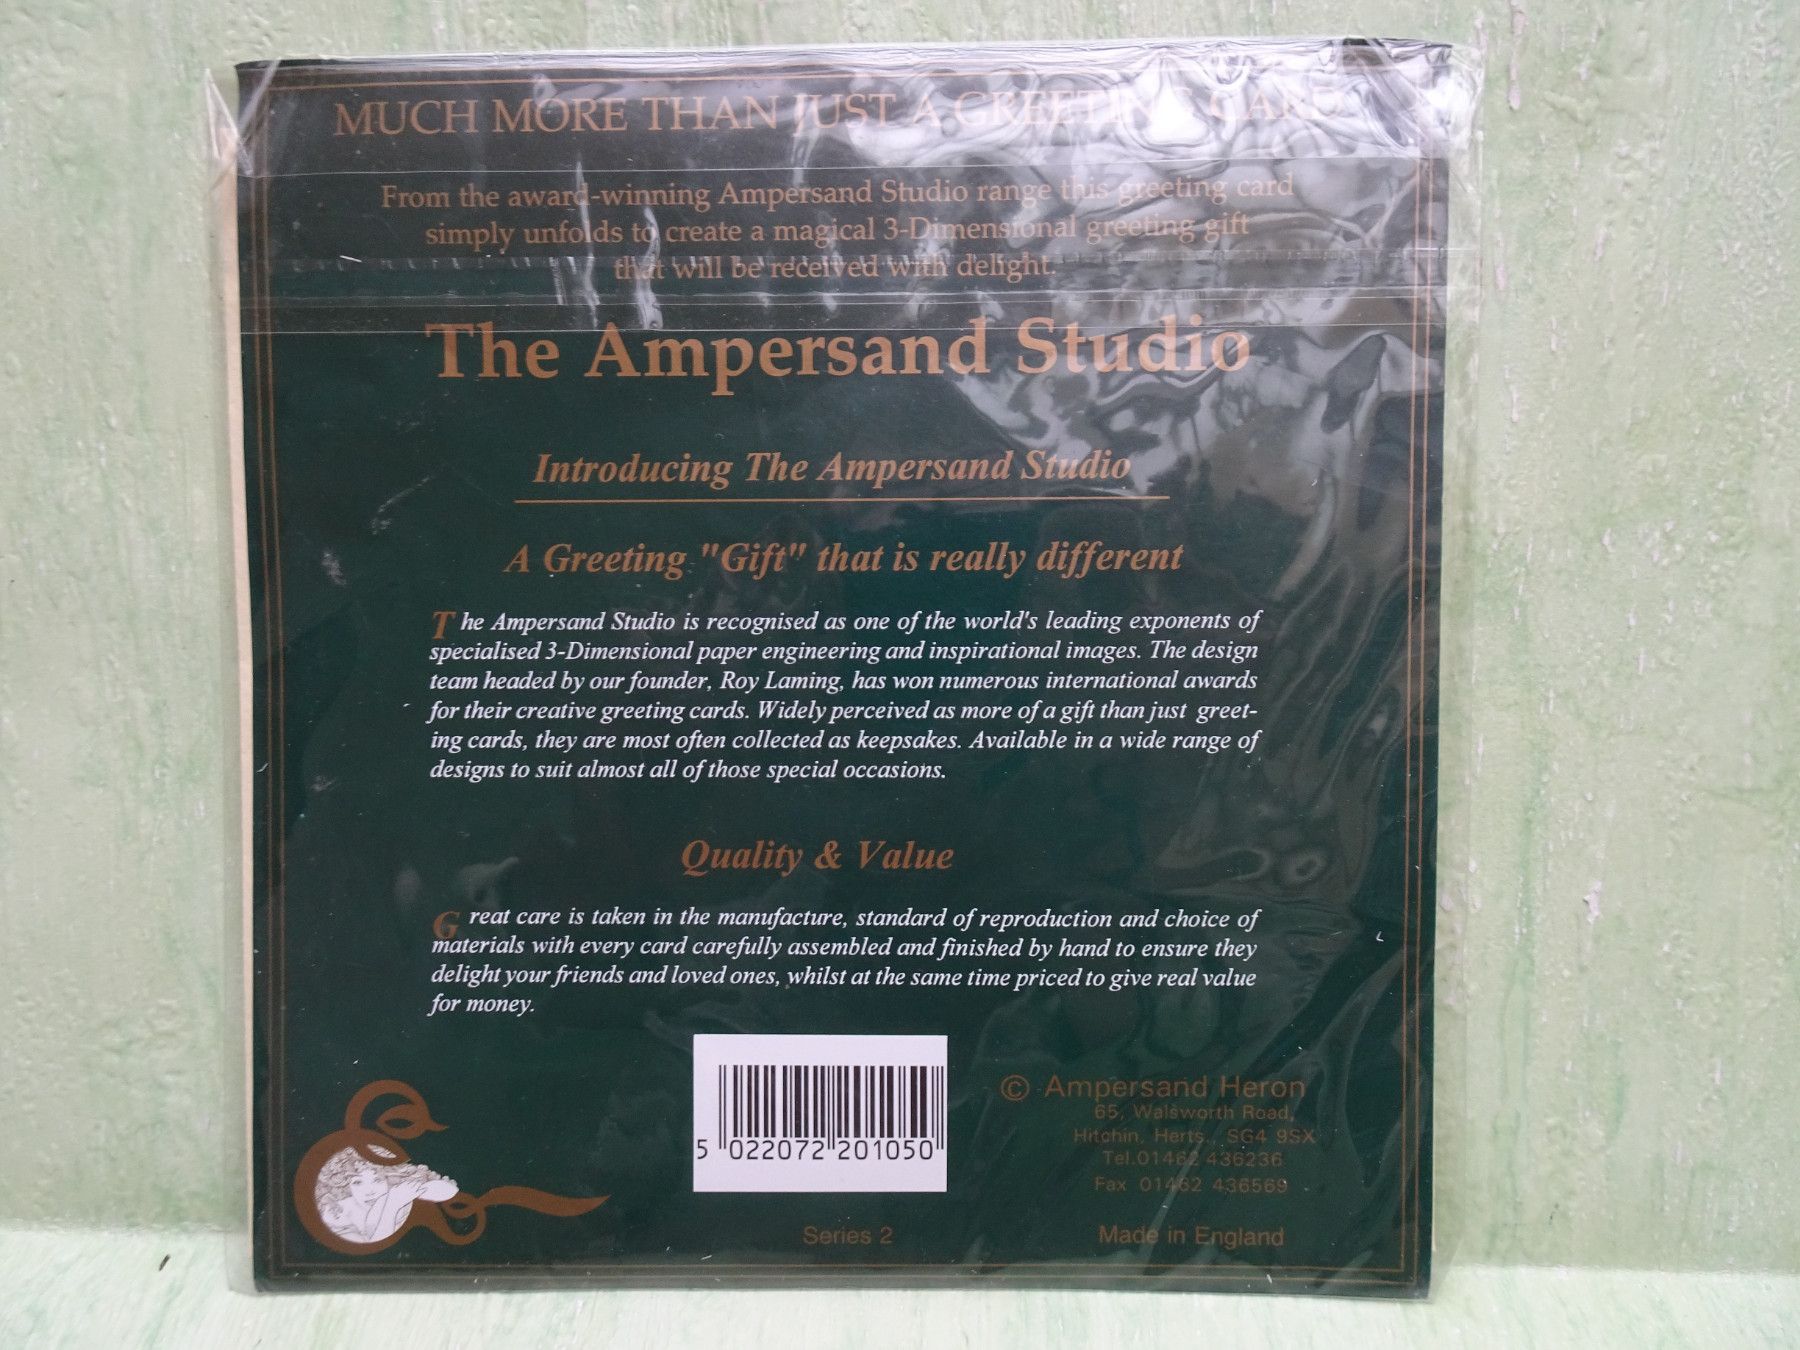 MUCH MORE THAN JUST A GREETING CARD
From the award-winning Ampersand Studio range this greeting card
simply unfolds to create a magical 3-Dimensional greeting gift
that will be received with delight.
The Ampersand Studio
Introducing The Ampersand Studio
A Greeting "Gift" that is really different
The Ampersand Studio is recognised as one of the world's leading exponents of
specialised 3-Dimensional paper engineering and inspirational images. The design
team headed by our founder, Roy Laming, has won numerous international awards
for their creative greeting cards. Widely perceived as more of a gift than just greet-
ing cards, they are most often collected as keepsakes. Available in a wide range of
designs to suit almost all of those special occasions.
Quality & Value
Great care is taken in the manufacture, standard of reproduction and choice of
materials with every card carefully assembled and finished by hand to ensure they
delight your friends and loved ones, whilst at the same time priced to give real value
for money.
5 022072 201050
© Ampersand Heron
65, Walsworth Road,
Hitchin, Herts., SG4 9SX
Tel.01462 436236
Fax 01462 436569
Series 2
Made in England